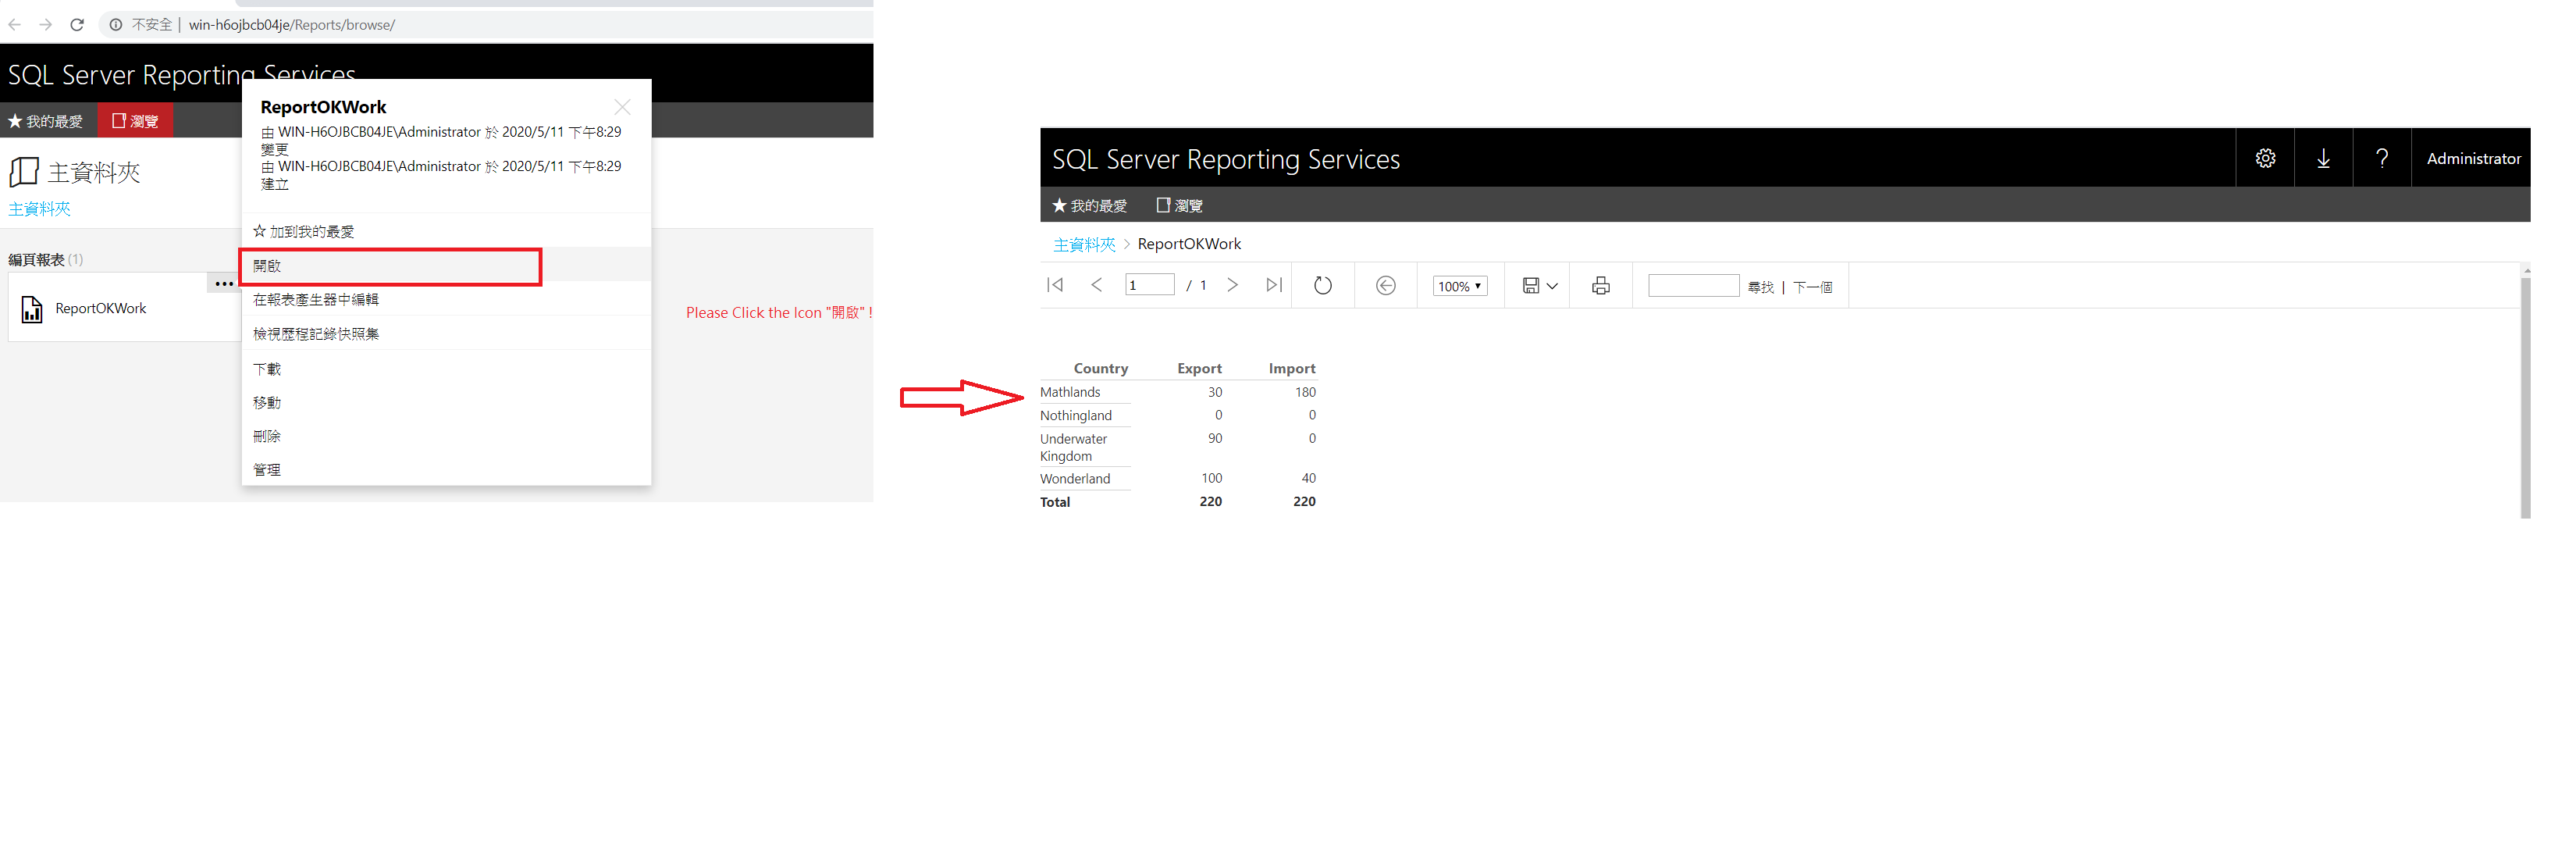 不安全 | win-h6ojbcb04je/Reports/browse/
SQL Server Reporting Services
★ 我的最愛 瀏覽
主資料夾
主資料夾
編頁報表 (1)
ReportOKWork
ReportOKWork
由 WIN-H6OJBCB04JE\Administrator 於 2020/5/11 下午8:29
變更
由 WIN-H6OJBCB04JE\Administrator 於 2020/5/11 下午8:29
建立
☆ 加到我的最愛
開啟
在報表產生器中編輯
檢視歷程記錄快照集
下載
移動
刪除
管理
Please Click the Icon "開啟" !
SQL Server Reporting Services
? Administrator
★ 我的最愛 瀏覽
主資料夾 > ReportOKWork
1 / 1 100% 尋找 | 下一個
Country Export Import
Mathlands 30 180
Nothingland 0 0
Underwater 90 0
Kingdom
Wonderland 100 40
Total 220 220